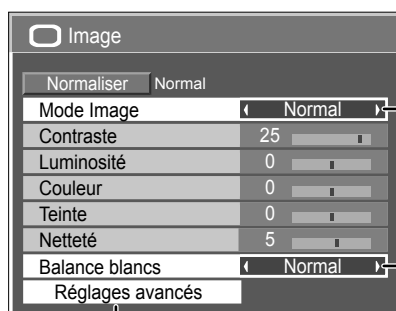 Image
Normaliser Normal
Mode Image Normal
Contraste 25
Luminosité 0
Couleur 0
Teinte 0
Netteté 5
Balance blancs Normal
Réglages avancés